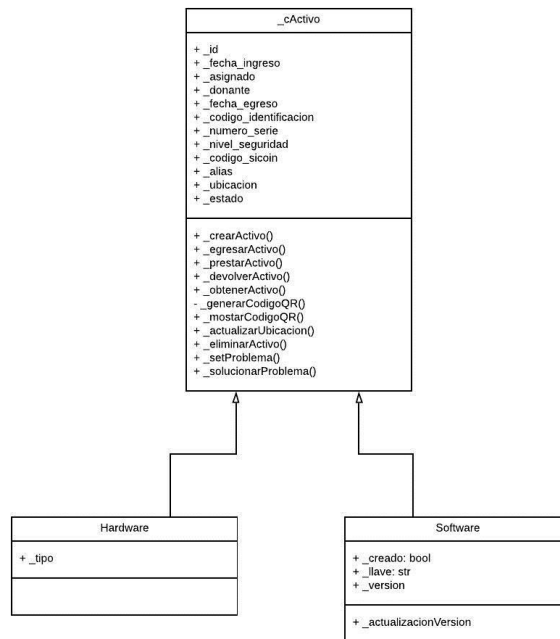 _cActivo
+ _id
+ _fecha_ingreso
+ _asignado
+ _donante
+ _fecha_egreso
+ _codigo_identificacion
+ _numero_serie
+ _nivel_seguridad
+ _codigo_sicoin
+ _alias
+ _ubicacion
+ _estado
+ _crearActivo()
+ _egresarActivo()
+ _prestarActivo()
+ _devolverActivo()
+ _obtenerActivo()
- _generarCodigoQR()
+ _mostarCodigoQR()
+ _actualizarUbicacion()
+ _eliminarActivo()
+ _setProblema()
+ _solucionarProblema()
Hardware
+ _tipo
Software
+ _creado: bool
+ _llave: str
+ _version
+ _actualizacionVersion